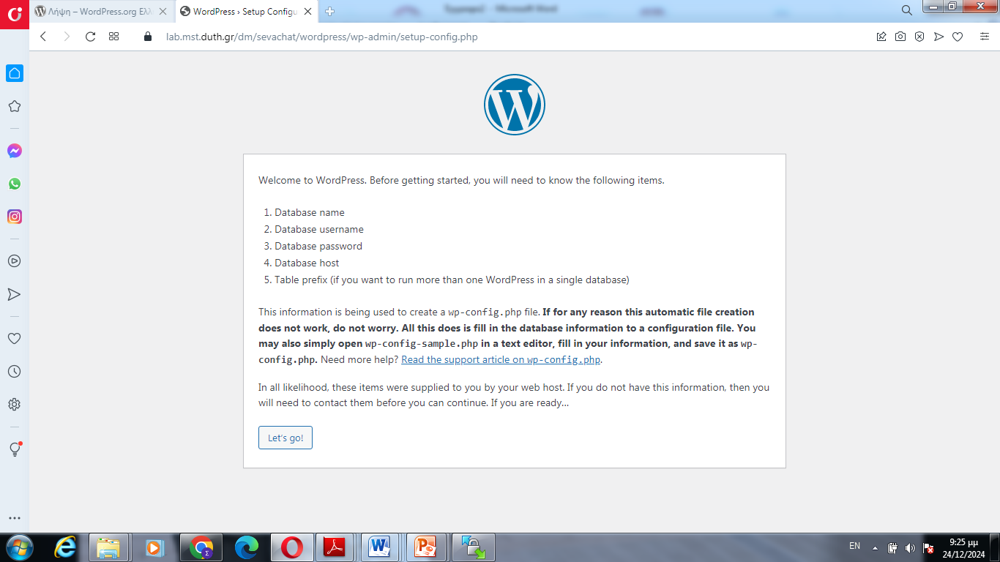 Λήψη – WordPress.org Ελλ
WordPress › Setup Configu
lab.mst.duth.gr/dm/sevachat/wordpress/wp-admin/setup-config.php
Welcome to WordPress. Before getting started, you will need to know the following items.
1. Database name
2. Database username
3. Database password
4. Database host
5. Table prefix (if you want to run more than one WordPress in a single database)
This information is being used to create a wp-config.php file. If for any reason this automatic file creation
does not work, do not worry. All this does is fill in the database information to a configuration file. You
may also simply open wp-config-sample.php in a text editor, fill in your information, and save it as wp-
config.php. Need more help? Read the support article on wp-config.php.
In all likelihood, these items were supplied to you by your web host. If you do not have this information, then you
will need to contact them before you can continue. If you are ready…
Let's go!
EN
9:25 μμ
24/12/2024